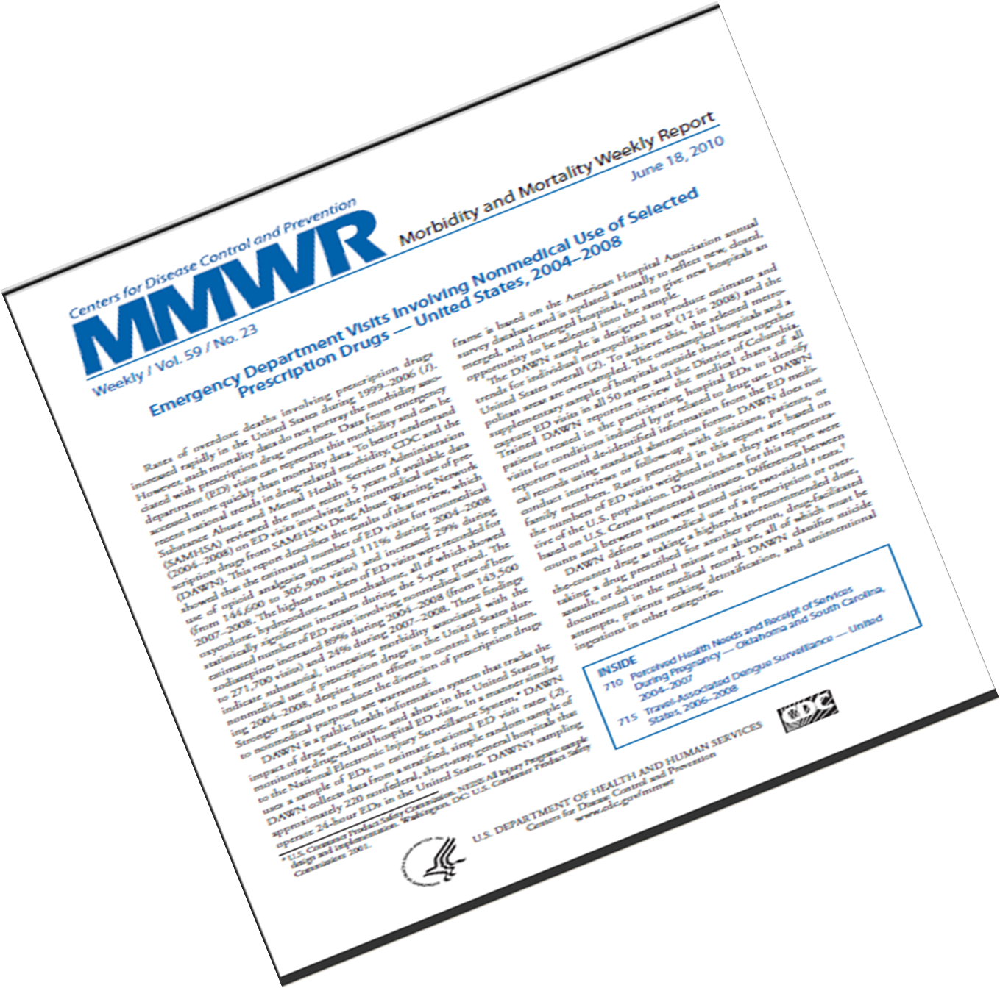 Centers for Disease Control and Prevention
MMWR
Morbidity and Mortality Weekly Report
Weekly / Vol. 59 / No. 23
June 18, 2010
Emergency Department Visits Involving Nonmedical Use of Selected
Prescription Drugs — United States, 2004–2008
Rates of overdose deaths involving prescription drugs
increased rapidly in the United States during 1999–2006 (1).
However, such mortality data do not portray the morbidity asso-
ciated with prescription drug overdoses. Data from emergency
department (ED) visits can represent this morbidity and can be
accessed more quickly than mortality data. To better understand
recent national trends in drug-related morbidity, CDC and the
Substance Abuse and Mental Health Services Administration
(SAMHSA) reviewed the most recent 5 years of available data
(2004–2008) on ED visits involving the nonmedical use of pre-
scription drugs from SAMHSA's Drug Abuse Warning Network
(DAWN). This report describes the results of that review, which
showed that the estimated number of ED visits for nonmedical
use of opioid analgesics increased 111% during 2004–2008
(from 144,600 to 305,900 visits) and increased 29% during
2007–2008. The highest numbers of ED visits were recorded for
oxycodone, hydrocodone, and methadone, all of which showed
statistically significant increases during the 5-year period. The
estimated number of ED visits involving nonmedical use of ben-
zodiazepines increased 89% during 2004–2008 (from 143,500
to 271,700 visits) and 24% during 2007–2008. These findings
indicate substantial, increasing morbidity associated with the
nonmedical use of prescription drugs in the United States dur-
ing 2004–2008, despite recent efforts to control the problem.
Stronger measures to reduce the diversion of prescription drugs
to nonmedical purposes are warranted.
DAWN is a public health information system that tracks the
impact of drug use, misuse, and abuse in the United States by
monitoring drug-related hospital ED visits. In a manner similar
to the National Electronic Injury Surveillance System,* DAWN
uses a sample of EDs to estimate national ED visit rates (2).
DAWN collects data from a stratified, simple random sample of
approximately 220 nonfederal, short-stay, general hospitals that
operate 24-hour EDs in the United States. DAWN's sampling
* U.S. Consumer Product Safety Commission. NEISS All Injury Program: sample
design and implementation. Washington, DC: U.S. Consumer Product Safety
Commission; 2001.
frame is based on the American Hospital Association annual
survey database and is updated annually to reflect new, closed,
merged, and demerged hospitals, and to give new hospitals an
opportunity to be selected into the sample.
The DAWN sample is designed to produce estimates and
trends for individual metropolitan areas (12 in 2008) and the
United States overall (2). To achieve this, the selected metro-
politan areas are oversampled. The oversampled hospitals and a
supplementary sample of hospitals outside those areas together
capture ED visits in all 50 states and the District of Columbia.
Trained DAWN reporters review the medical charts of all
patients treated in the participating hospital EDs to identify
visits for conditions induced by or related to drug use. DAWN
reporters record de-identified information from the ED medi-
cal records using standard abstraction forms. DAWN does not
conduct interviews or follow-up with clinicians, patients, or
family members. Rates presented in this report are based on
the numbers of ED visits weighted so that they are representa-
tive of the U.S. population. Denominators for this report were
based on U.S. Census postcensal estimates. Differences between
counts and between rates were tested using two-sided t tests.†
DAWN defines nonmedical use of a prescription or over-
the-counter drug as taking a higher-than-recommended dose,
taking a drug prescribed for another person, drug-facilitated
assault, or documented misuse or abuse, all of which must be
documented in the medical record. DAWN classifies suicide
attempts, patients seeking detoxification, and unintentional
ingestions in other categories.
INSIDE
710 Perceived Health Needs and Receipt of Services
During Pregnancy — Oklahoma and South Carolina,
2004–2007
715 Travel-Associated Dengue Surveillance — United
States, 2006–2008
U.S. DEPARTMENT OF HEALTH AND HUMAN SERVICES
Centers for Disease Control and Prevention
www.cdc.gov/mmwr
CDC